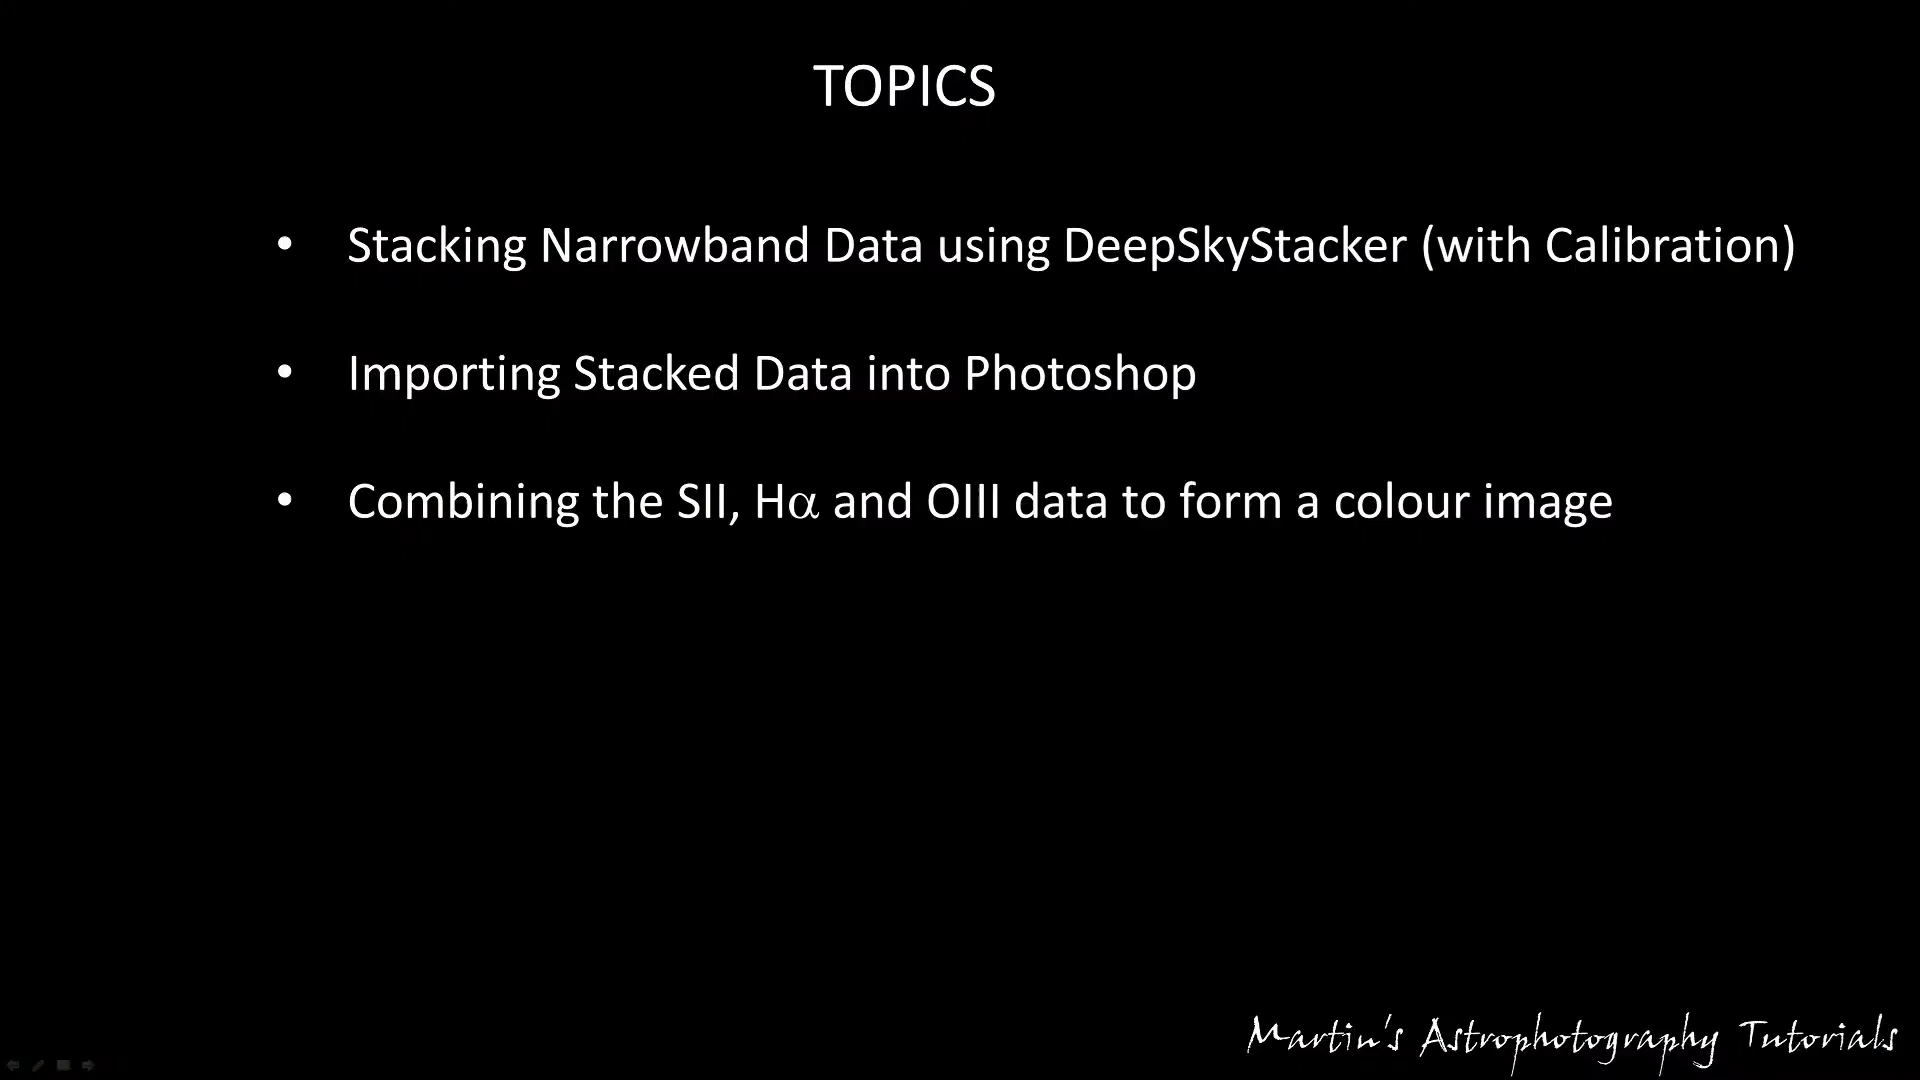 TOPICS
• Stacking Narrowband Data using DeepSkyStacker (with Calibration)
• Importing Stacked Data into Photoshop
• Combining the SII, Hα and OIII data to form a colour image
Martin's Astrophotography Tutorials